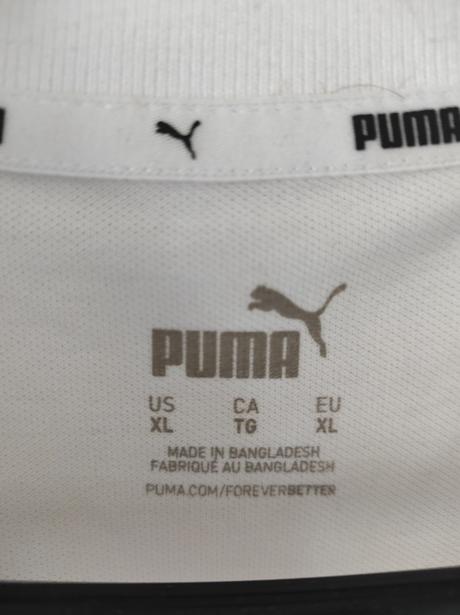 PUMA
PUMA
US CA EU
XL TG XL
MADE IN BANGLADESH
FABRIQUÉ AU BANGLADESH
PUMA.COM/FOREVERBETTER